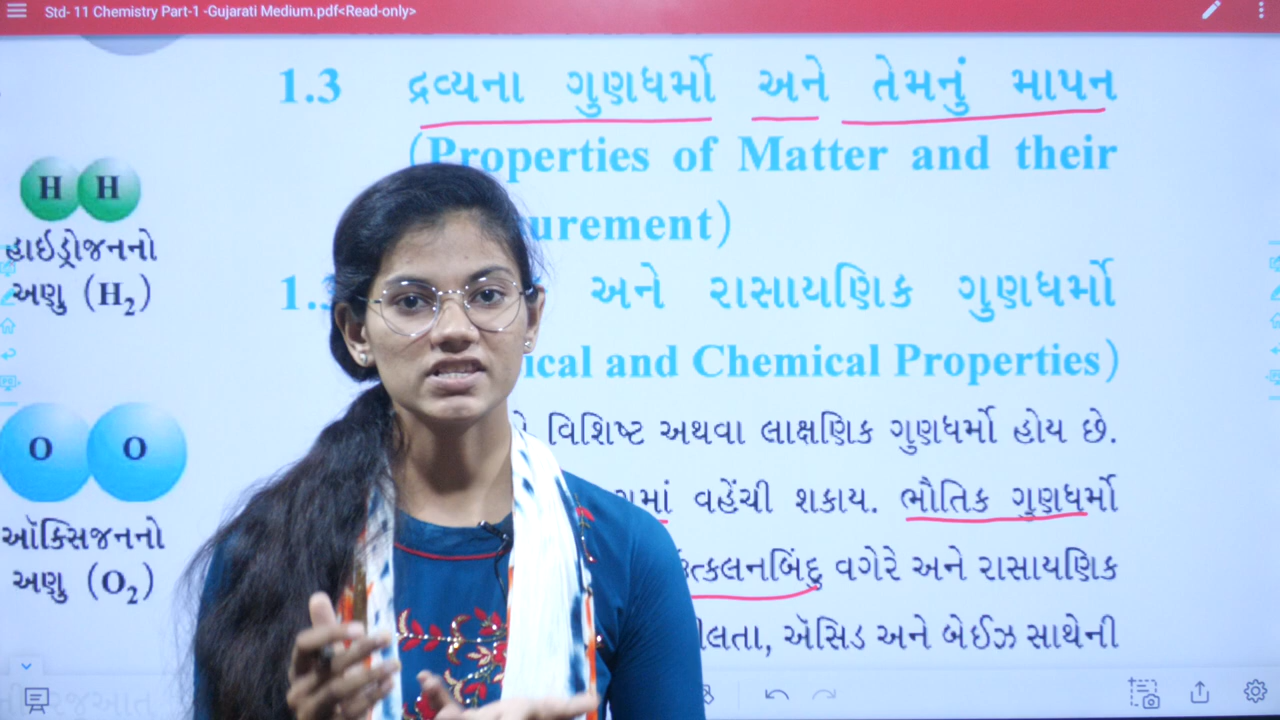 Std- 11 Chemistry Part-1 -Gujarati Medium.pdf<Read-only>
1.3 દ્રવ્યના ગુણધર્મો અને તેમનું માપન
(Properties of Matter and their
urement)
અને રાસાયણિક ગુણધર્મો
ical and Chemical Properties)
વિશિષ્ટ અથવા લાક્ષણિક ગુણધર્મો હોય છે.
વહેંચી શકાય. ભૌતિક ગુણધર્મો
ઉત્કલનબિંદુ વગેરે અને રાસાયણિક
ઍસિડ અને બેઈઝ સાથેની
H H
હાઇડ્રોજનનો
અણુ (H₂)
O O
ઑક્સિજનનો
અણુ (O₂)